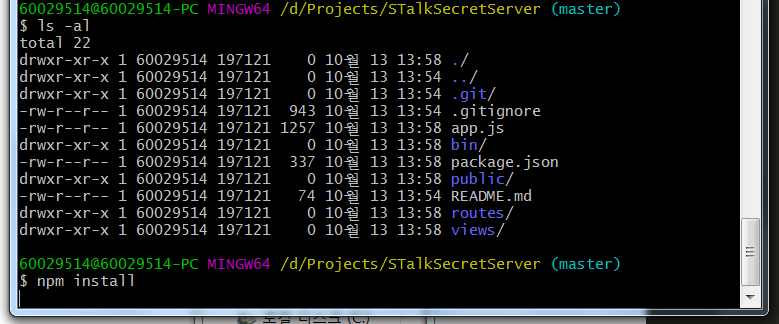 60029514@60029514-PC MINGW64 /d/Projects/STalkSecretServer (master)
$ ls -al
total 22
drwxr-xr-x 1 60029514 197121    0 10월 13 13:58 ./
drwxr-xr-x 1 60029514 197121    0 10월 13 13:54 ../
drwxr-xr-x 1 60029514 197121    0 10월 13 13:54 .git/
-rw-r--r-- 1 60029514 197121  943 10월 13 13:54 .gitignore
-rw-r--r-- 1 60029514 197121 1257 10월 13 13:58 app.js
drwxr-xr-x 1 60029514 197121    0 10월 13 13:58 bin/
-rw-r--r-- 1 60029514 197121  337 10월 13 13:58 package.json
drwxr-xr-x 1 60029514 197121    0 10월 13 13:58 public/
-rw-r--r-- 1 60029514 197121   74 10월 13 13:54 README.md
drwxr-xr-x 1 60029514 197121    0 10월 13 13:58 routes/
drwxr-xr-x 1 60029514 197121    0 10월 13 13:58 views/
60029514@60029514-PC MINGW64 /d/Projects/STalkSecretServer (master)
$ npm install
디스크 (C:)